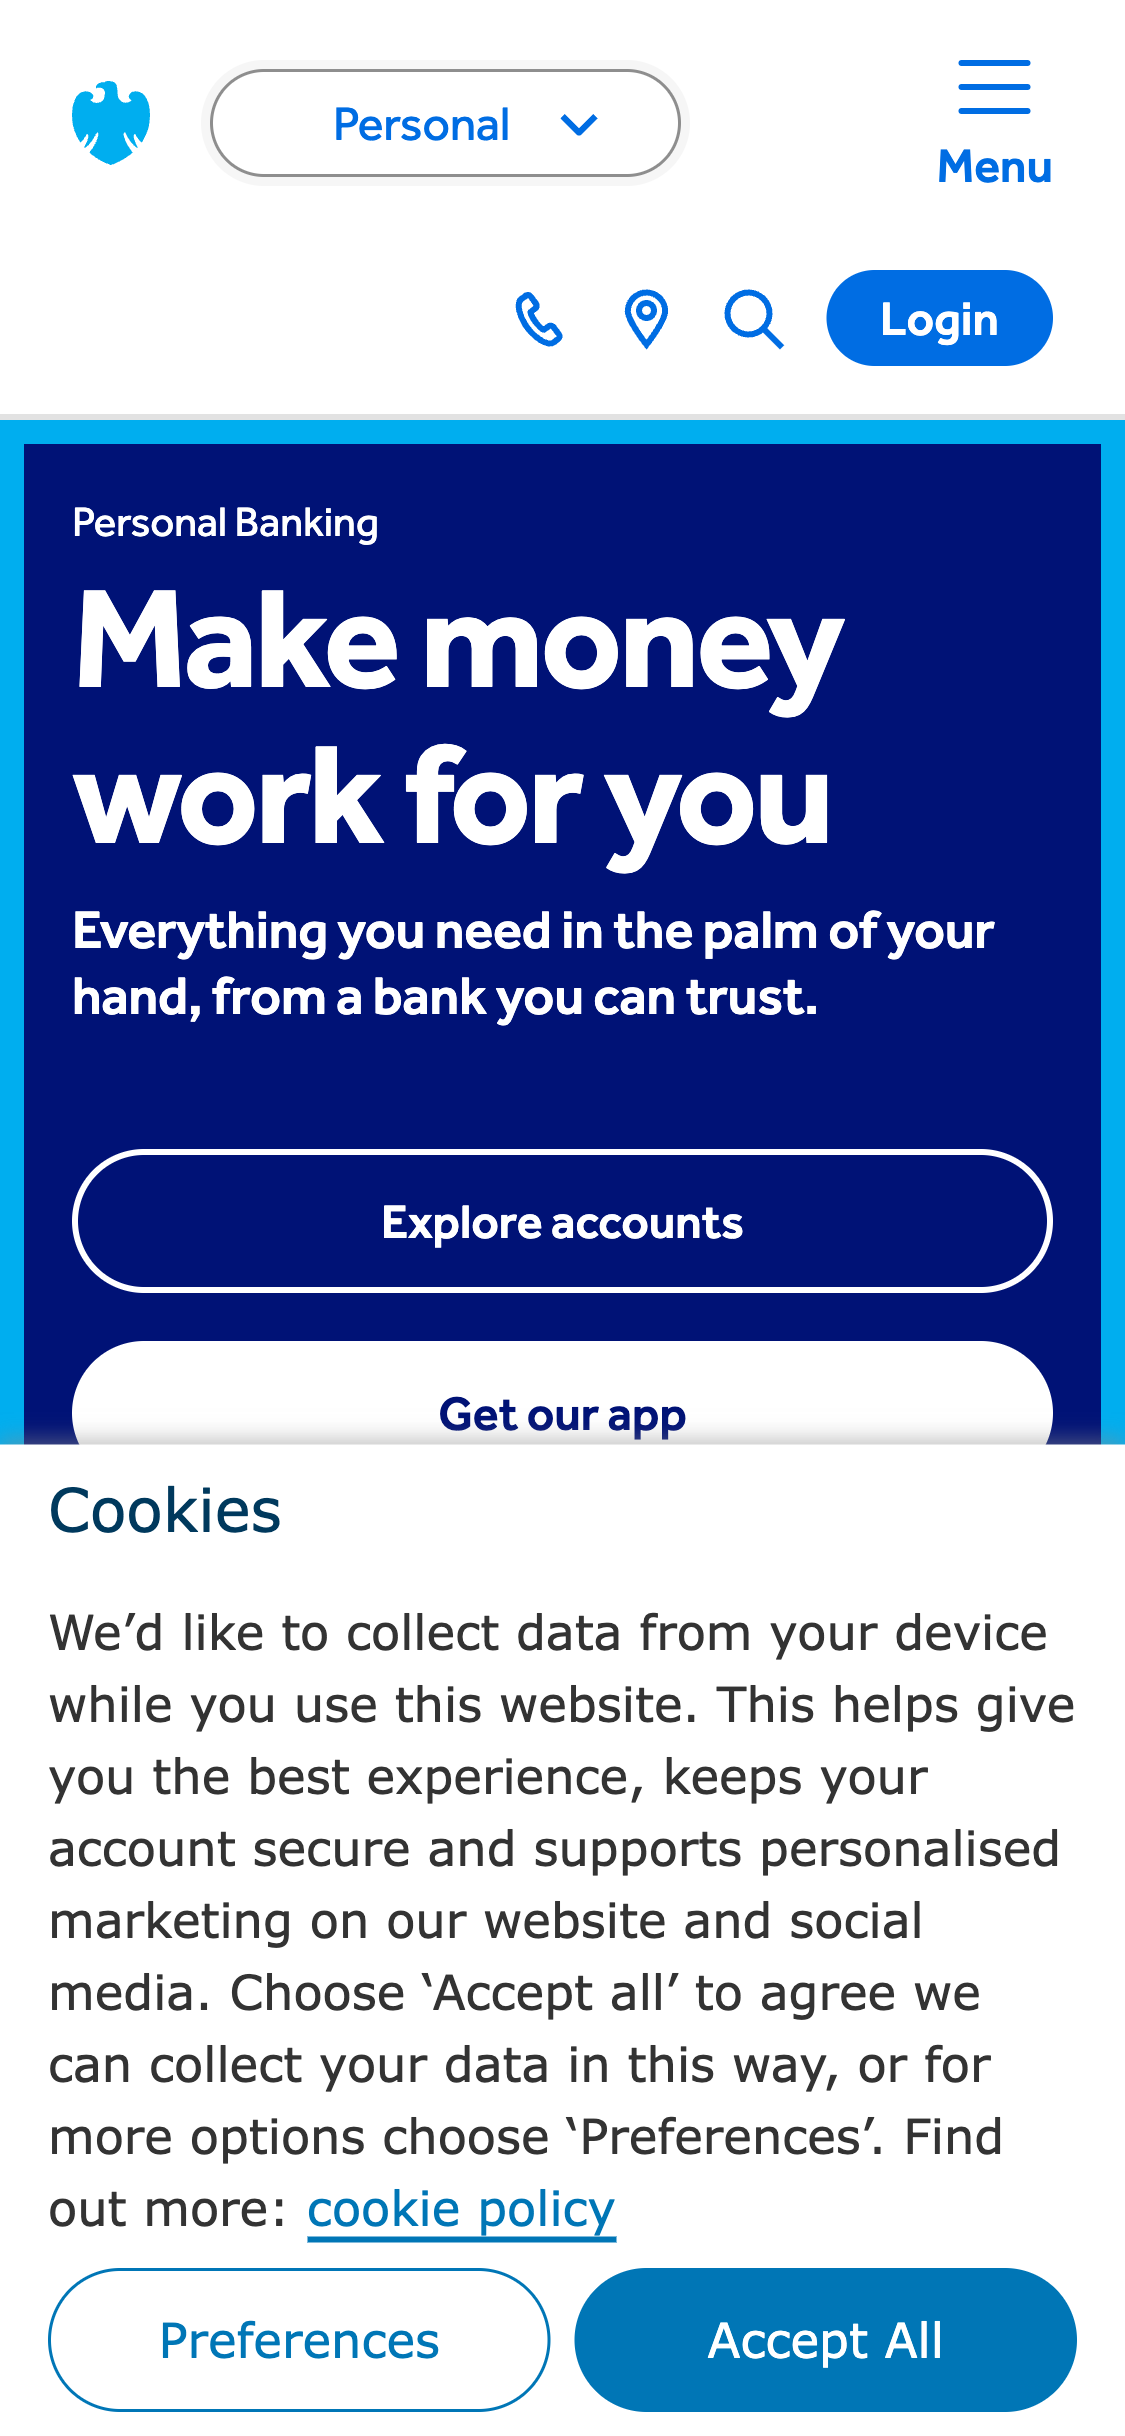 Personal
Menu
Login
Personal Banking
Make money
work for you
Everything you need in the palm of your
hand, from a bank you can trust.
Explore accounts
Get our app
Cookies
We’d like to collect data from your device
while you use this website. This helps give
you the best experience, keeps your
account secure and supports personalised
marketing on our website and social
media. Choose ‘Accept all’ to agree we
can collect your data in this way, or for
more options choose ‘Preferences’. Find
out more: cookie policy
Preferences
Accept All